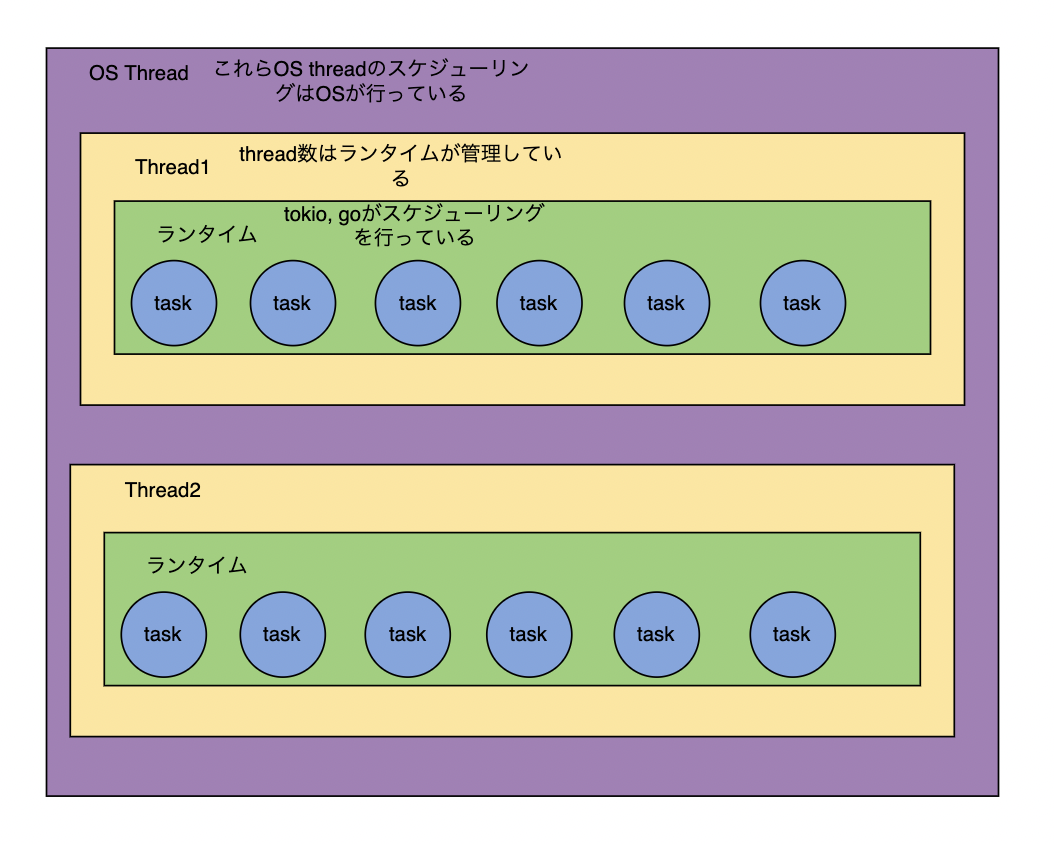 OS Thread
これらOS threadのスケジューリン
グはOSが行っている
Thread1
thread数はランタイムが管理してい
る
ランタイム
tokio, goがスケジューリング
を行っている
task
task
task
task
task
task
Thread2
ランタイム
task
task
task
task
task
task